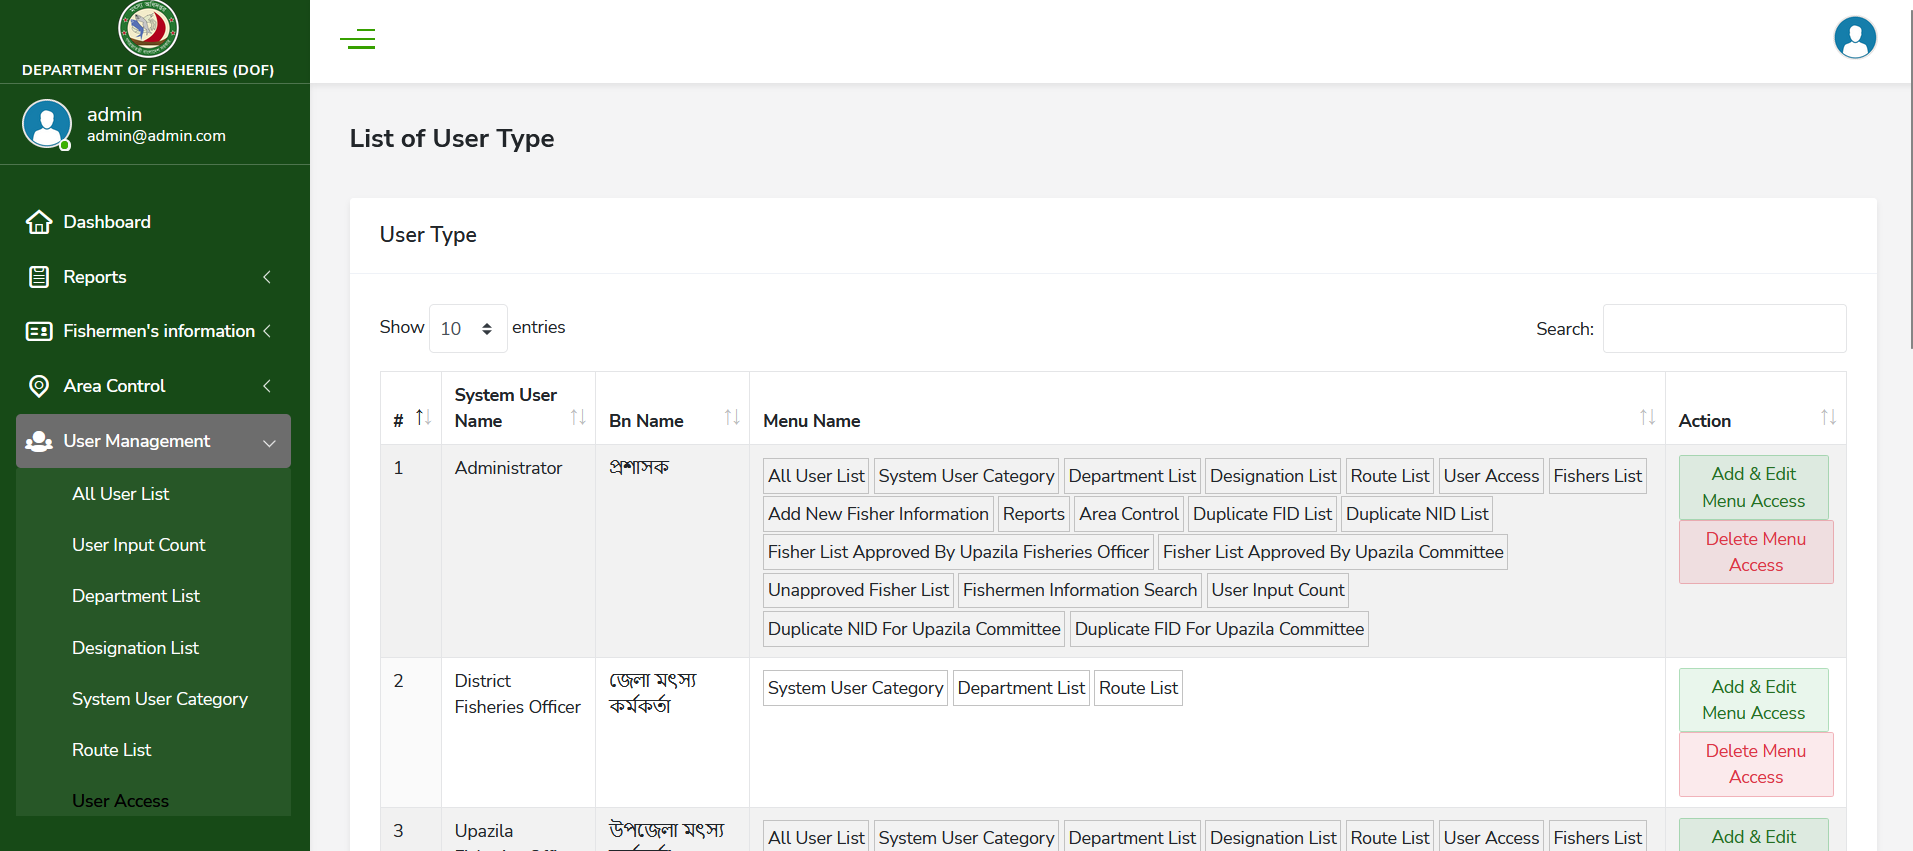 DEPARTMENT OF FISHERIES (DOF)
admin
admin@admin.com
Dashboard
Reports
Fishermen's information
Area Control
User Management
All User List
User Input Count
Department List
Designation List
System User Category
Route List
User Access
List of User Type
User Type
Show 10 entries
Search:
# System User Name Bn Name Menu Name Action
1 Administrator প্রশাসক
All User List System User Category Department List Designation List Route List User Access Fishers List
Add New Fisher Information Reports Area Control Duplicate FID List Duplicate NID List
Fisher List Approved By Upazila Fisheries Officer Fisher List Approved By Upazila Committee
Unapproved Fisher List Fishermen Information Search User Input Count
Duplicate NID For Upazila Committee Duplicate FID For Upazila Committee
Add & Edit
Menu Access
Delete Menu
Access
2 District
Fisheries Officer
জেলা মৎস্য
কর্মকর্তা
System User Category Department List Route List
Add & Edit
Menu Access
Delete Menu
Access
3 Upazila
উপজেলা মৎস্য
All User List System User Category Department List Designation List Route List User Access Fishers List
Add & Edit